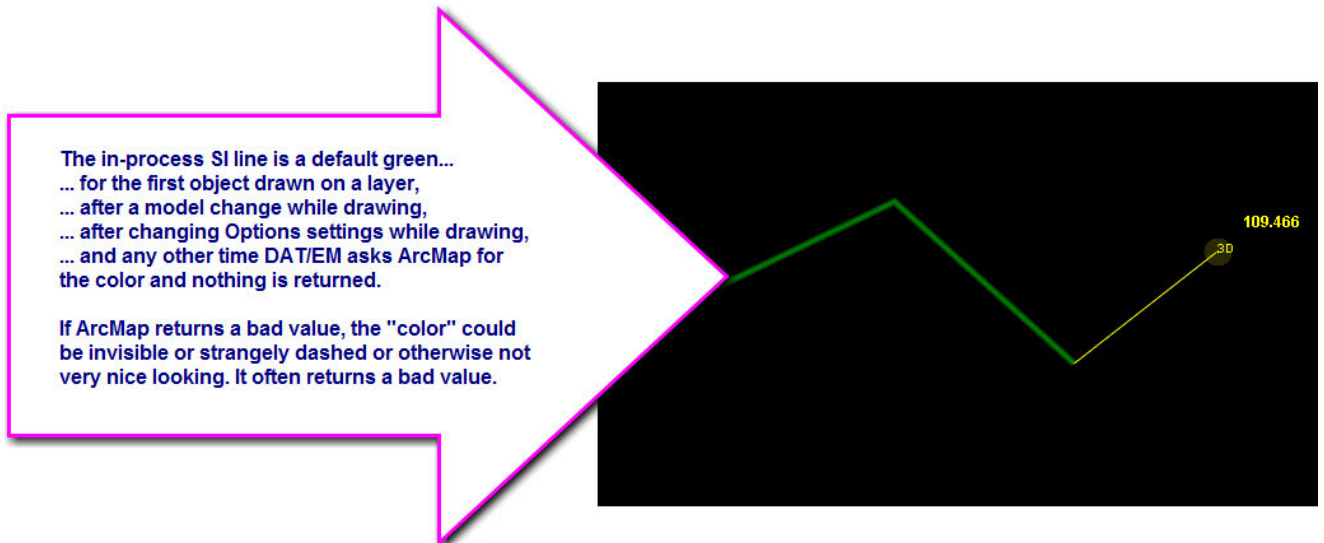 The in-process SI line is a default green...
... for the first object drawn on a layer,
... after a model change while drawing,
... after changing Options settings while drawing,
... and any other time DAT/EM asks ArcMap for
the color and nothing is returned.
If ArcMap returns a bad value, the "color" could
be invisible or strangely dashed or otherwise not
very nice looking. It often returns a bad value.
109.466
3D